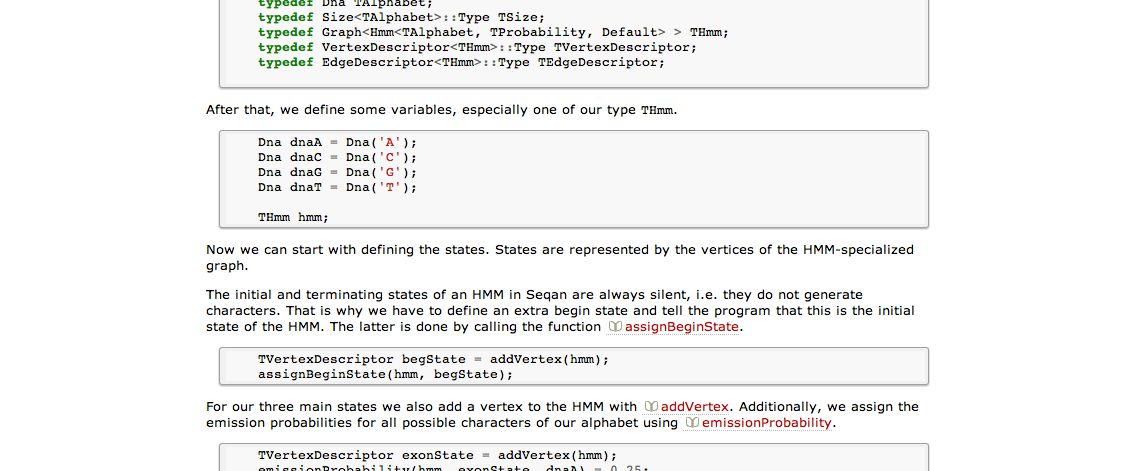 typedef Dna TAlphabet;
typedef Size<TAlphabet>::Type TSize;
typedef Graph<Hmm<TAlphabet, TProbability, Default> > THmm;
typedef VertexDescriptor<THmm>::Type TVertexDescriptor;
typedef EdgeDescriptor<THmm>::Type TEdgeDescriptor;
After that, we define some variables, especially one of our type THmm.
Dna dnaA = Dna('A');
Dna dnaC = Dna('C');
Dna dnaG = Dna('G');
Dna dnaT = Dna('T');
THmm hmm;
Now we can start with defining the states. States are represented by the vertices of the HMM-specialized
graph.
The initial and terminating states of an HMM in Seqan are always silent, i.e. they do not generate
characters. That is why we have to define an extra begin state and tell the program that this is the initial
state of the HMM. The latter is done by calling the function assignBeginState.
TVertexDescriptor begState = addVertex(hmm);
assignBeginState(hmm, begState);
For our three main states we also add a vertex to the HMM with addVertex. Additionally, we assign the
emission probabilities for all possible characters of our alphabet using emissionProbability.
TVertexDescriptor exonState = addVertex(hmm);
emissionProbability(hmm, exonState, dnaA) = 0.25;